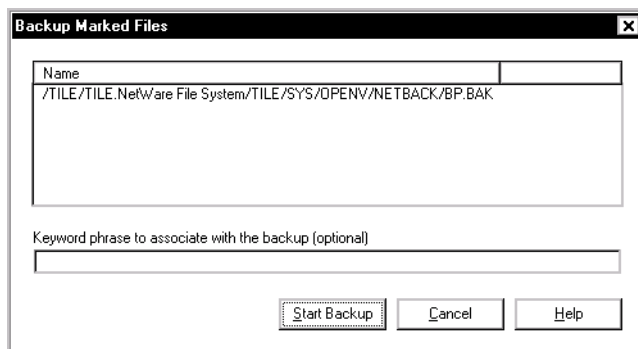 Backup Marked Files
Name
/TILE/TILE.NetWare File System/TILE/SYS/OPENV/NETBACK/BP.BAK
Keyword phrase to associate with the backup (optional)
Start Backup Cancel Help